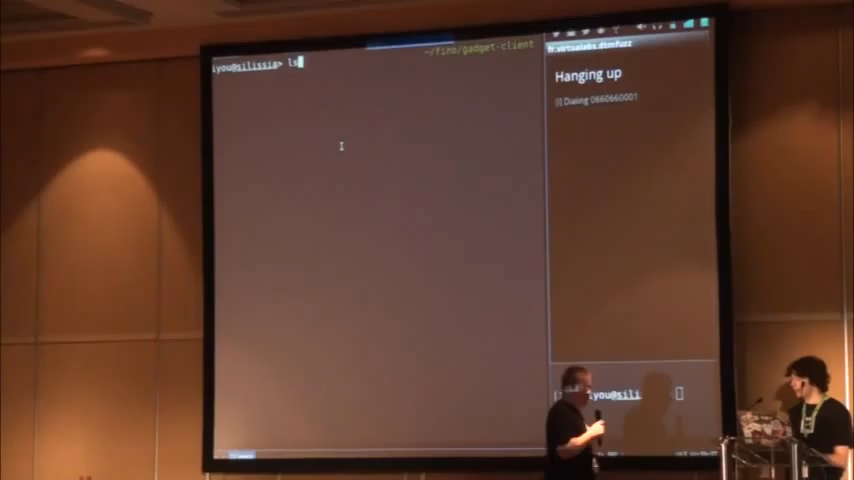 ~/fino/gadget-client
iyou@silissia> ls
fr.virtualabs.dtmfuzz
Hanging up
Dialing 0660660001
iyou@sili